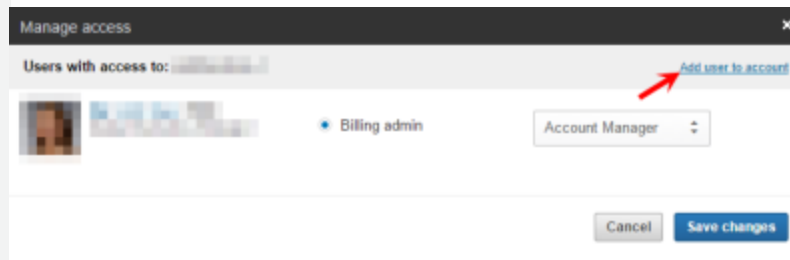 Manage access
Users with access to:
Add user to account
Billing admin
Account Manager
Cancel
Save changes